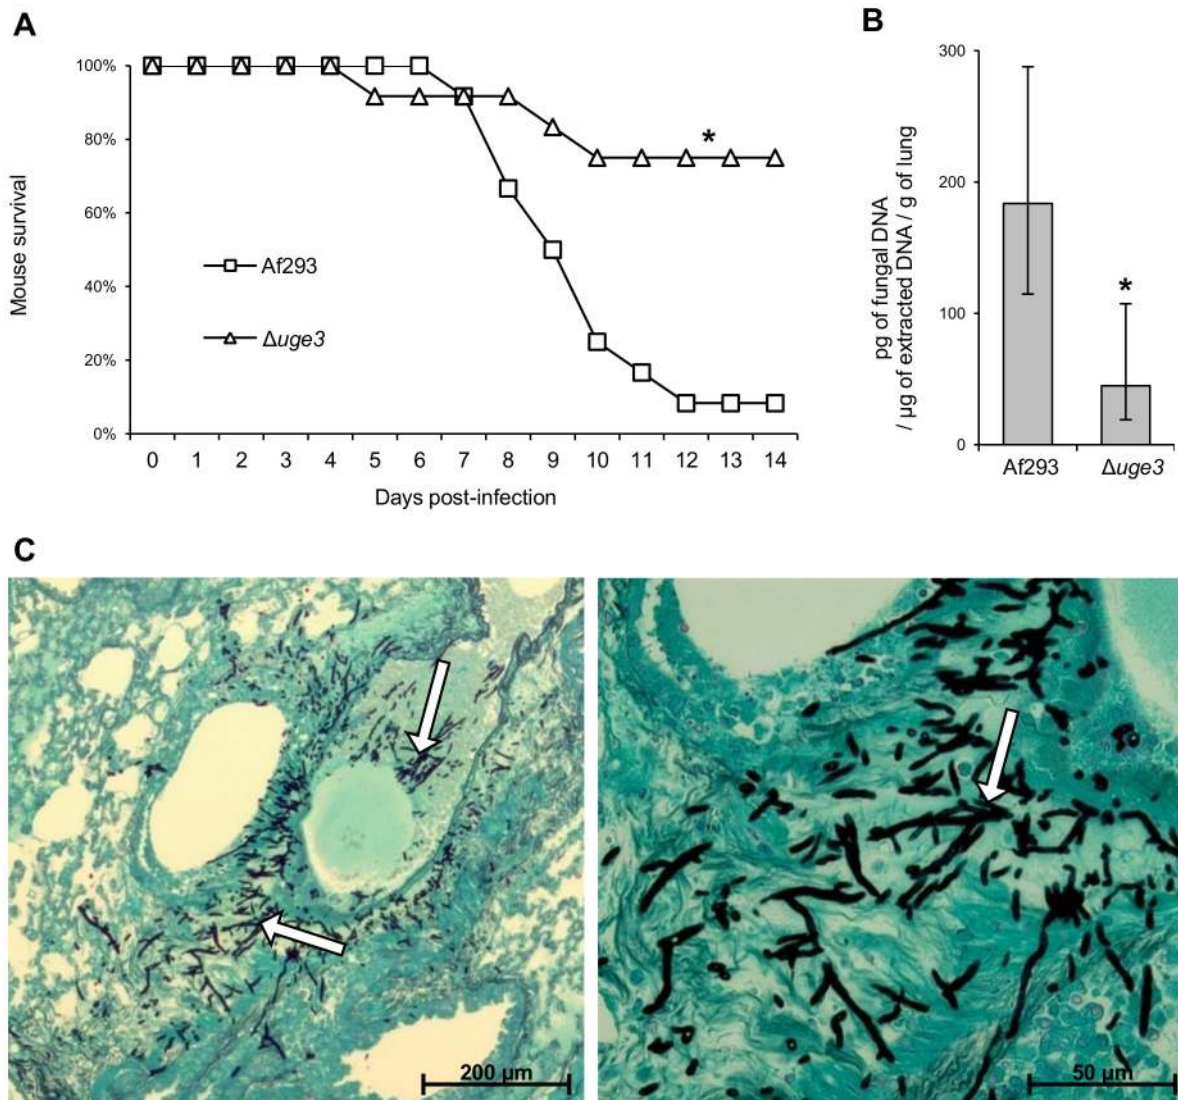 A
100%
80%
60%
40%
20%
0%
Mouse survival
*
Af293
Δuge3
0 1 2 3 4 5 6 7 8 9 10 11 12 13 14
Days post-infection
B
300
200
100
0
pg of fungal DNA
/ µg of extracted DNA / g of lung
*
Af293 Δuge3
C
200 µm
50 µm